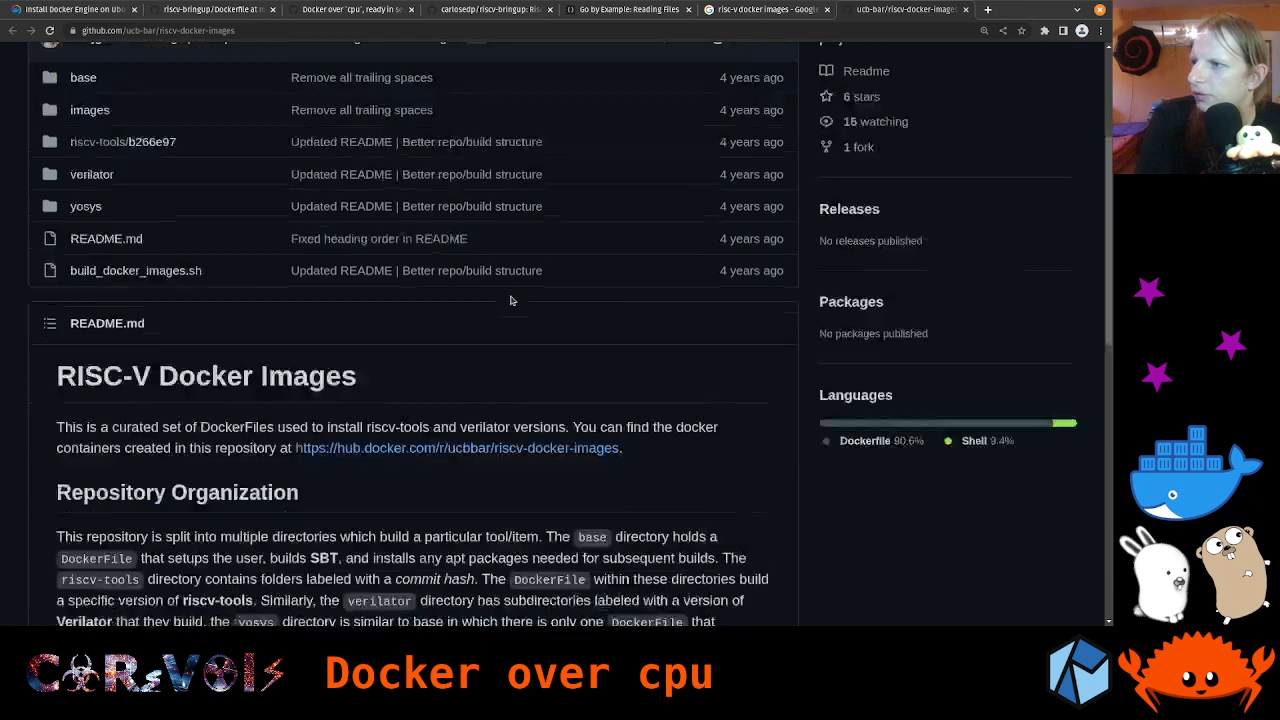 Install Docker Engine on Ubu
riscv-bringup/Dockerfile at m
Docker over "cpu", ready in se
carlosedp/riscv-bringup: Ris
Go by Example: Reading Files
ris-v docker images - Google
ucb-bar/riscv-docker-images
github.com/ucb-bar/riscv-docker-images
base Remove all trailing spaces 4 years ago
images Remove all trailing spaces 4 years ago
riscv-tools/b266e97 Updated README | Better repo/build structure 4 years ago
verilator Updated README | Better repo/build structure 4 years ago
yosys Updated README | Better repo/build structure 4 years ago
README.md Fixed heading order in README 4 years ago
build_docker_images.sh Updated README | Better repo/build structure 4 years ago
README.md
RISC-V Docker Images
This is a curated set of DockerFiles used to install riscv-tools and verilator versions. You can find the docker
containers created in this repository at https://hub.docker.com/r/ucbbar/riscv-docker-images.
Repository Organization
This repository is split into multiple directories which build a particular tool/item. The base directory holds a
DockerFile that setups the user, builds SBT, and installs any apt packages needed for subsequent builds. The
riscv-tools directory contains folders labeled with a commit hash. The DockerFile within these directories build
a specific version of riscv-tools. Similarly, the verilator directory has subdirectories labeled with a version of
Verilator that they build, the yosys directory is similar to base in which there is only one DockerFile that
Readme
6 stars
15 watching
1 fork
Releases
No releases published
Packages
No packages published
Languages
Dockerfile 90.6% Shell 9.4%
Docker over cpu